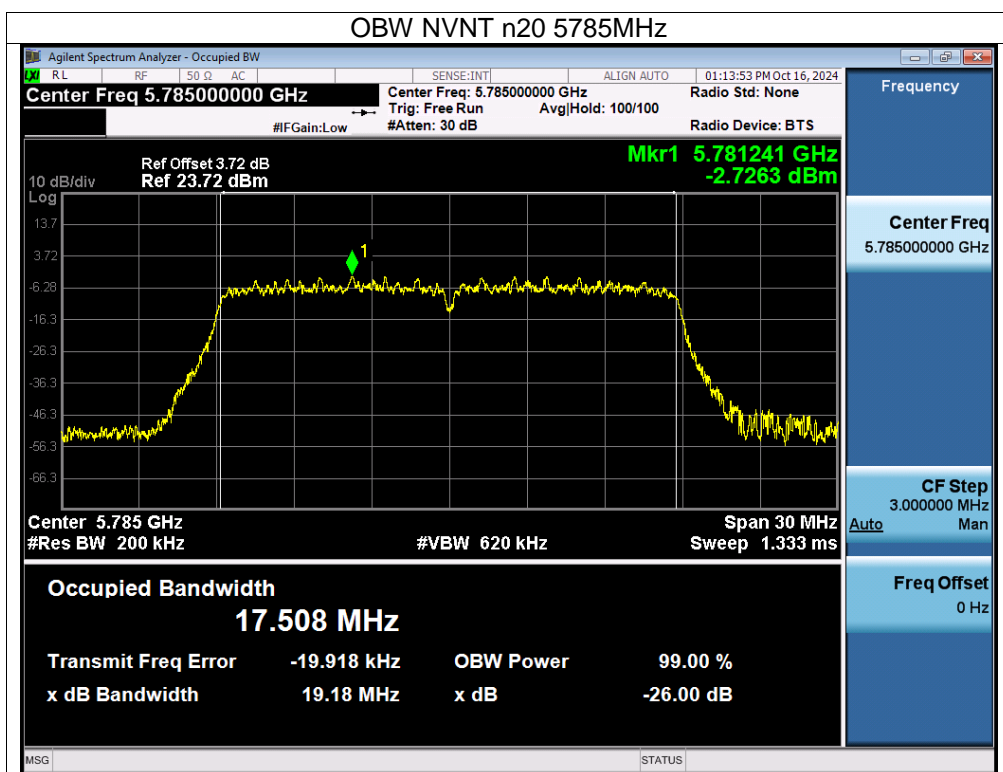 OBW NVNT n20 5785MHz
Agilent Spectrum Analyzer - Occupied BW
LXI RL RF 50 Ω AC SENSE:INT ALIGN AUTO 01:13:53 PM Oct 16, 2024
Center Freq 5.785000000 GHz
Center Freq: 5.785000000 GHz
Radio Std: None
Trig: Free Run Avg|Hold: 100/100
#IFGain:Low #Atten: 30 dB Radio Device: BTS
Ref Offset 3.72 dB
Mkr1 5.781241 GHz
10 dB/div Ref 23.72 dBm -2.7263 dBm
Log
13.7
3.72
1
-6.28
-16.3
-26.3
-36.3
-46.3
-56.3
-66.3
Center 5.785 GHz Span 30 MHz
#Res BW 200 kHz #VBW 620 kHz Sweep 1.333 ms
Occupied Bandwidth
17.508 MHz
Transmit Freq Error -19.918 kHz OBW Power 99.00 %
x dB Bandwidth 19.18 MHz x dB -26.00 dB
MSG STATUS
Frequency
Center Freq
5.785000000 GHz
CF Step
3.000000 MHz
Auto Man
Freq Offset
0 Hz